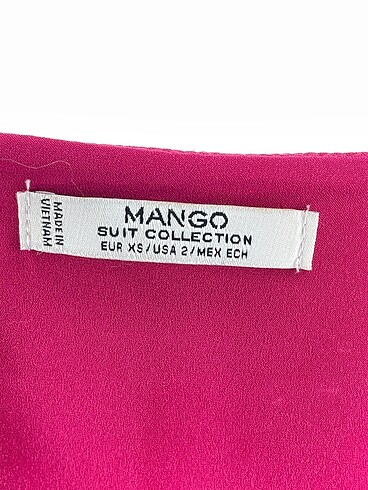 MANGO
SUIT COLLECTION
EUR XS/USA 2/MEX ECH
MADE IN
VIETNAM